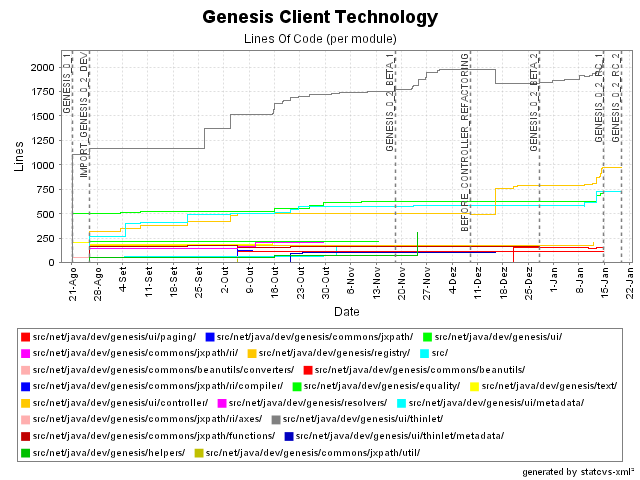 Genesis Client Technology
Lines Of Code (per module)
Lines
2000
1750
1500
1250
1000
750
500
250
0
GENESIS_0_1
IMPORT_GENESIS_0_2_DEV
GENESIS_0_2_BETA_1
BEFORE_CONTROLLER_REFACTORING
GENESIS_0_2_BETA_2
GENESIS_0_2_RC_1
GENESIS_0_2_RC_2
21-Ago
28-Ago
4-Set
11-Set
18-Set
25-Set
2-Out
9-Out
16-Out
23-Out
30-Out
6-Nov
13-Nov
20-Nov
27-Nov
4-Dez
11-Dez
18-Dez
25-Dez
1-Jan
8-Jan
15-Jan
22-Jan
Date
src/net/java/dev/genesis/ui/paging/ src/net/java/dev/genesis/commons/jxpath/ src/net/java/dev/genesis/ui/
src/net/java/dev/genesis/commons/jxpath/ri/ src/net/java/dev/genesis/registry/ src/
src/net/java/dev/genesis/commons/beanutils/converters/ src/net/java/dev/genesis/commons/beanutils/
src/net/java/dev/genesis/commons/jxpath/ri/compiler/ src/net/java/dev/genesis/equality/ src/net/java/dev/genesis/text/
src/net/java/dev/genesis/ui/controller/ src/net/java/dev/genesis/resolvers/ src/net/java/dev/genesis/ui/metadata/
src/net/java/dev/genesis/commons/jxpath/ri/axes/ src/net/java/dev/genesis/ui/thinlet/
src/net/java/dev/genesis/commons/jxpath/functions/ src/net/java/dev/genesis/ui/thinlet/metadata/
src/net/java/dev/genesis/helpers/ src/net/java/dev/genesis/commons/jxpath/util/
generated by statcvs-xml²